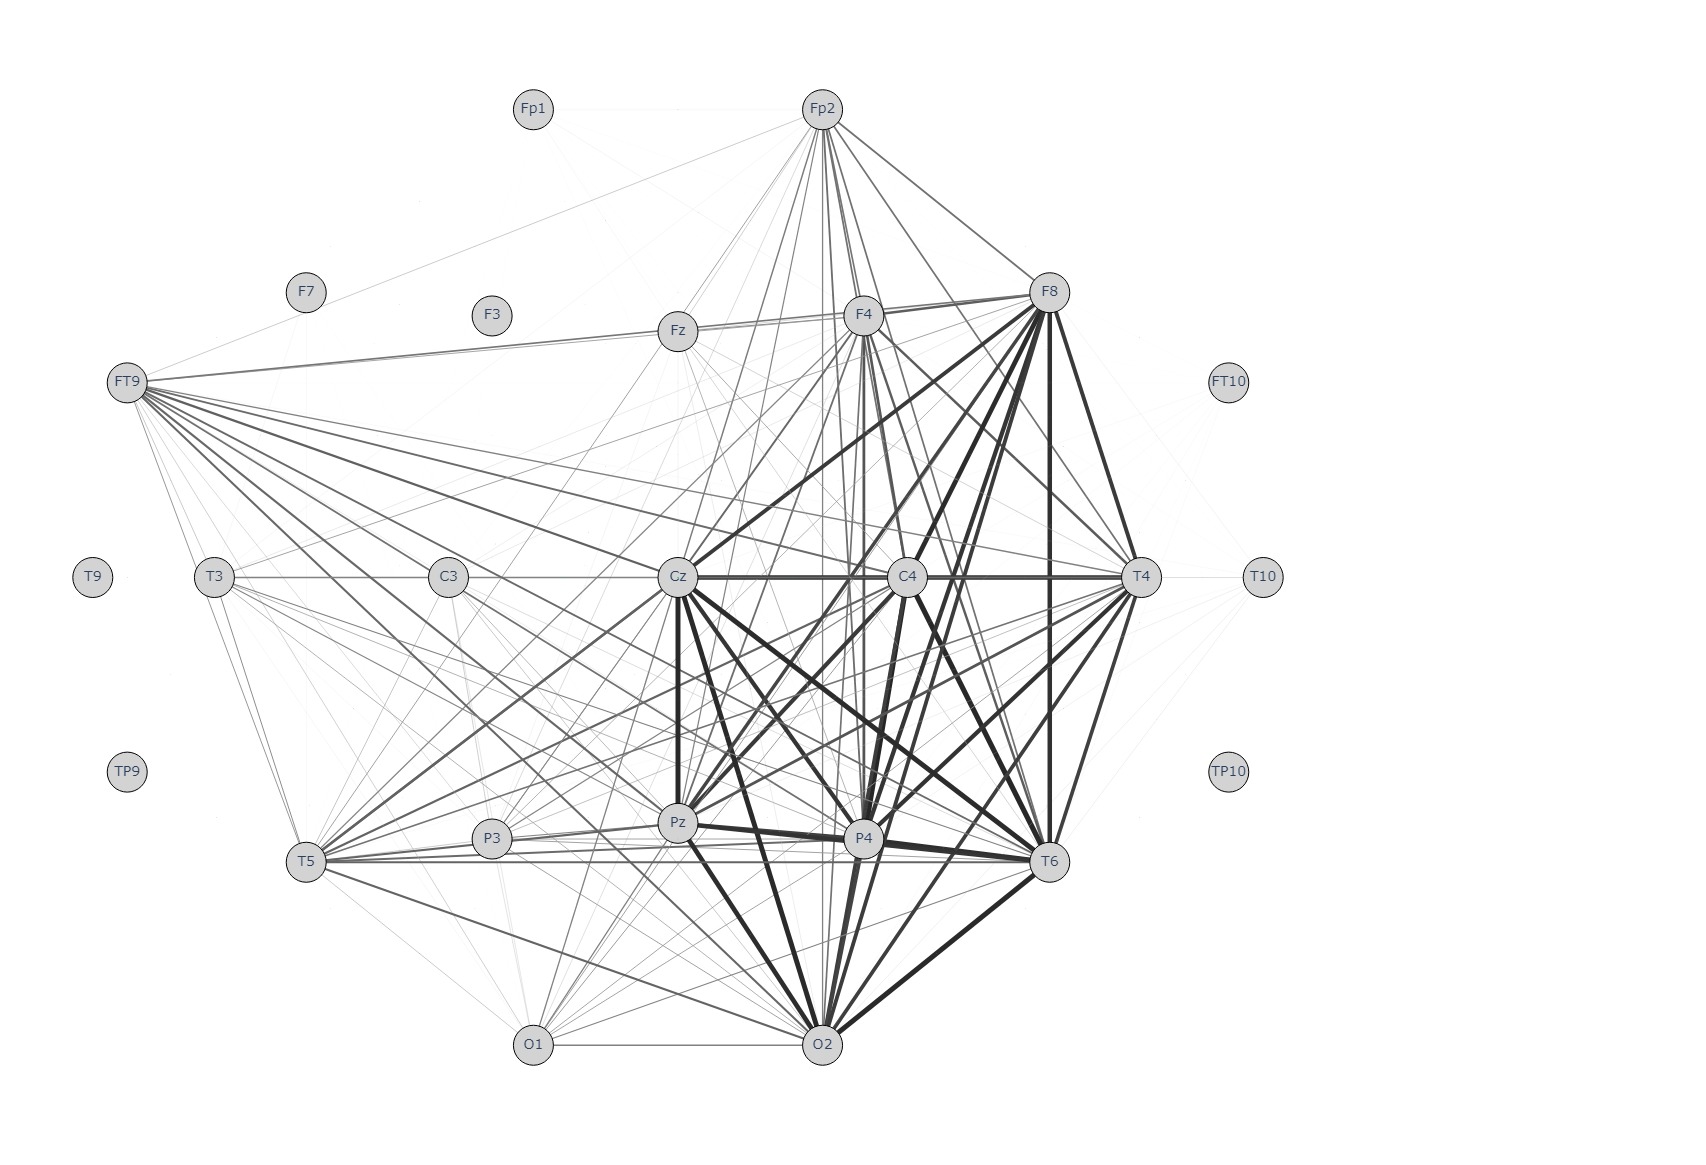 Fp1 Fp2
F7 F3 Fz F4 F8
FT9 FT10
T9 T3 C3 Cz C4 T4 T10
TP9 TP10
T5 P3 Pz P4 T6
O1 O2